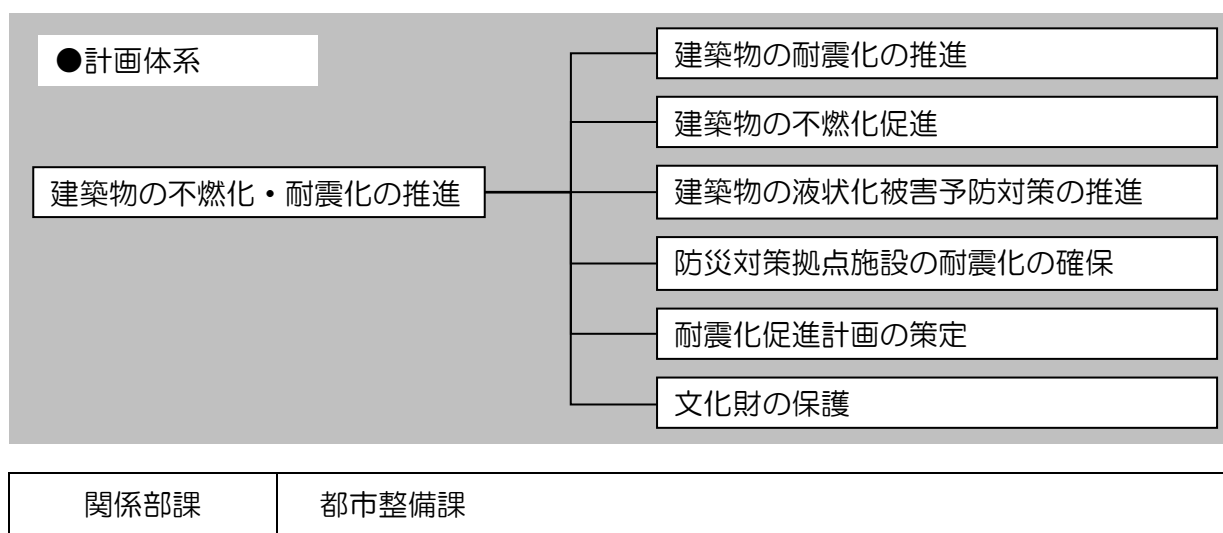 ●計画体系
建築物の不燃化・耐震化の推進
建築物の耐震化の推進
建築物の不燃化促進
建築物の液状化被害予防対策の推進
防災対策拠点施設の耐震化の確保
耐震化促進計画の策定
文化財の保護
関係部課 都市整備課